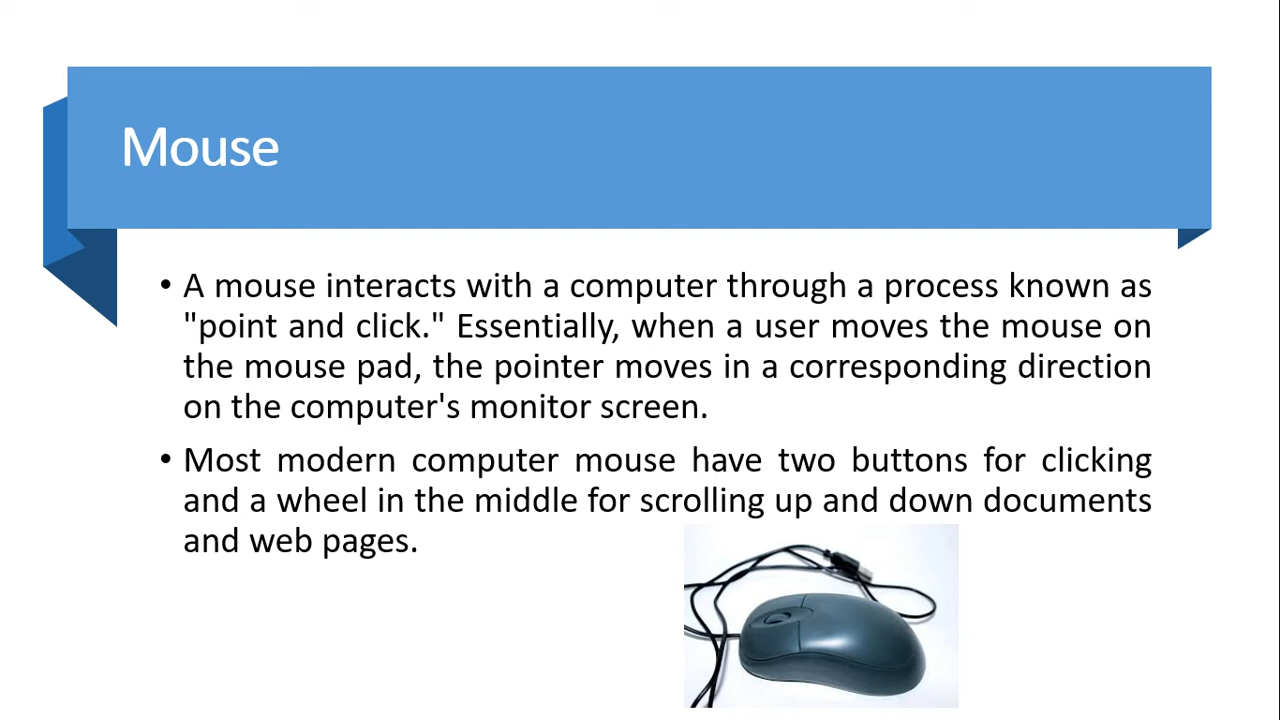 Mouse
• A mouse interacts with a computer through a process known as
"point and click." Essentially, when a user moves the mouse on
the mouse pad, the pointer moves in a corresponding direction
on the computer's monitor screen.
• Most modern computer mouse have two buttons for clicking
and a wheel in the middle for scrolling up and down documents
and web pages.